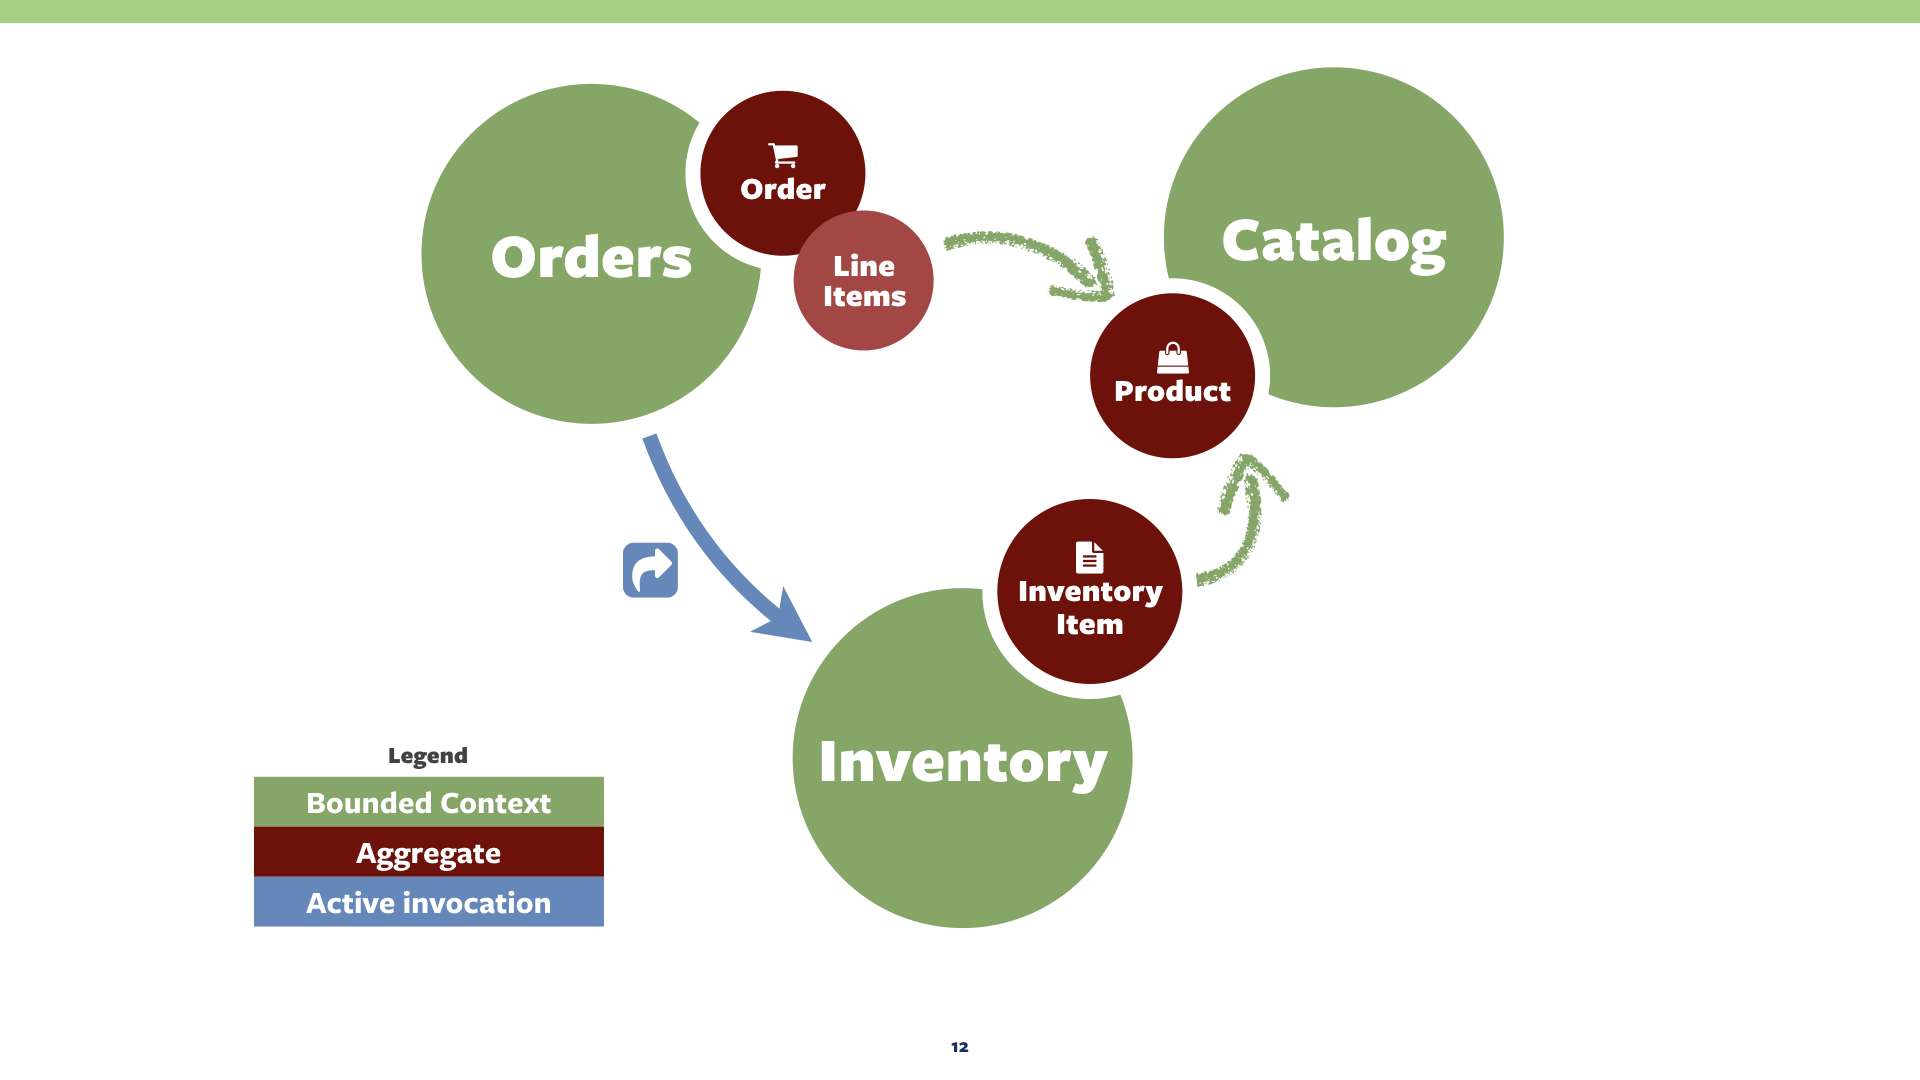 Orders
Order
Line
Items
Catalog
Product
Inventory
Item
Inventory
Legend
Bounded Context
Aggregate
Active invocation
12